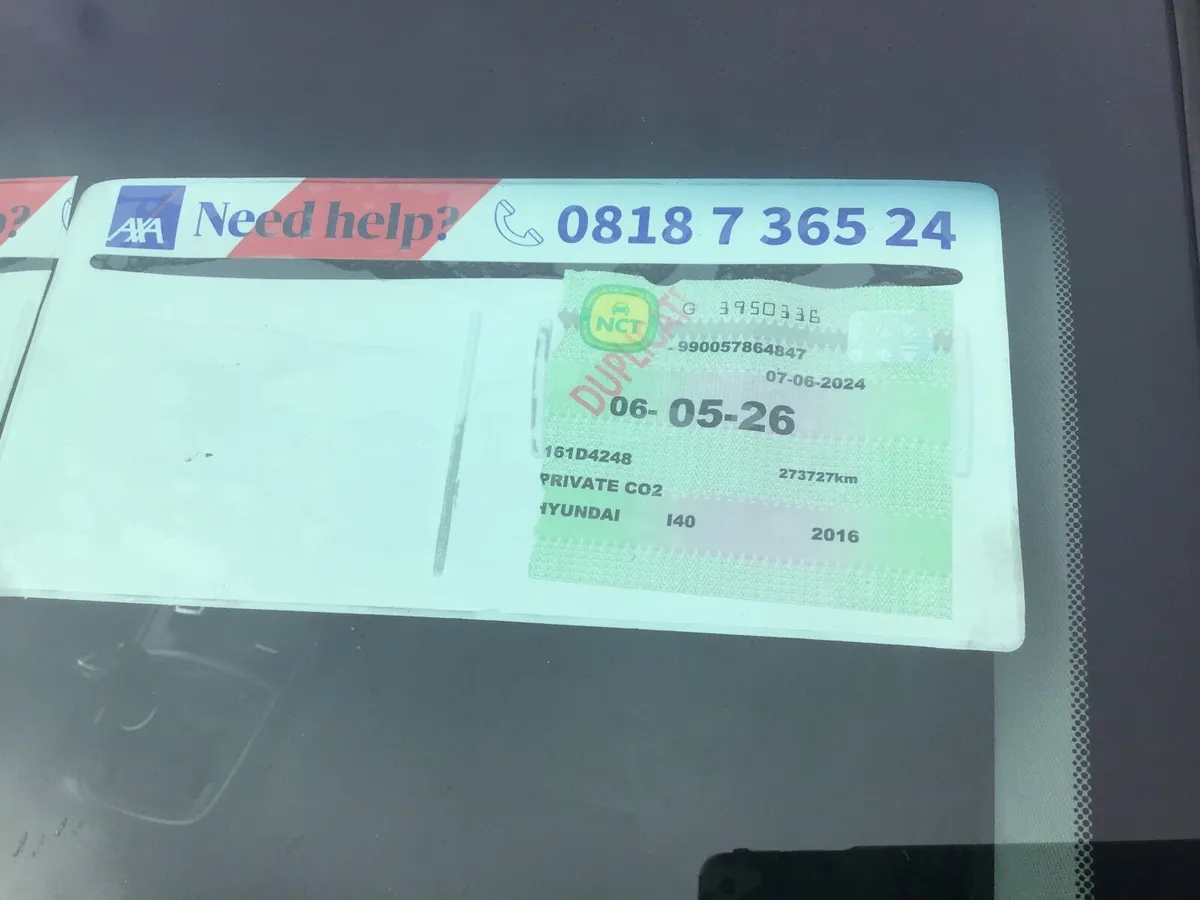 p?
AXA Need help? 0818 7 365 24
NCT G 3950336
DUPLICAT
- 990057864847
07-06-2024
06- 05-26
161D4248 273727km
PRIVATE CO2
HYUNDAI I40 2016